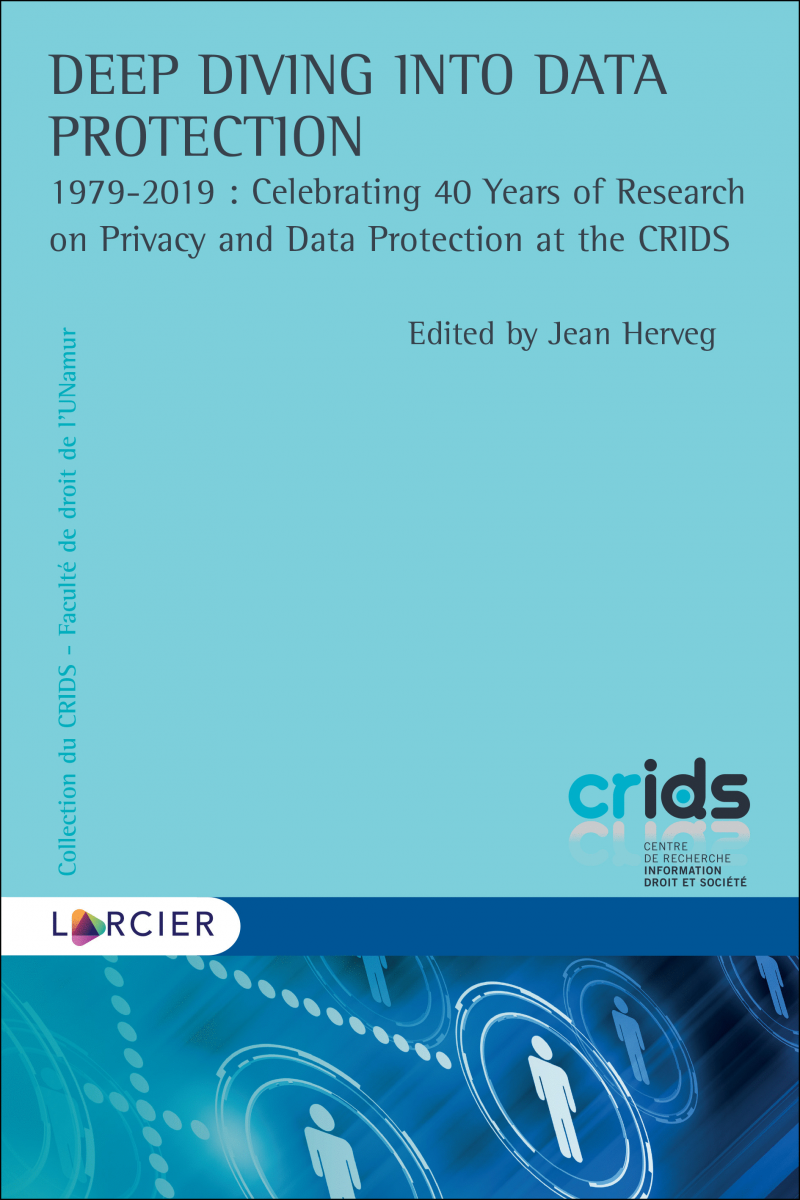 DEEP DIVING INTO DATA
PROTECTION
1979-2019 : Celebrating 40 Years of Research
on Privacy and Data Protection at the CRIDS
Edited by Jean Herveg
Collection du CRIDS - Faculté de droit de l'UNamur
crids
CENTRE
DE RECHERCHE
INFORMATION
DROIT ET SOCIÉTÉ
LARCIER